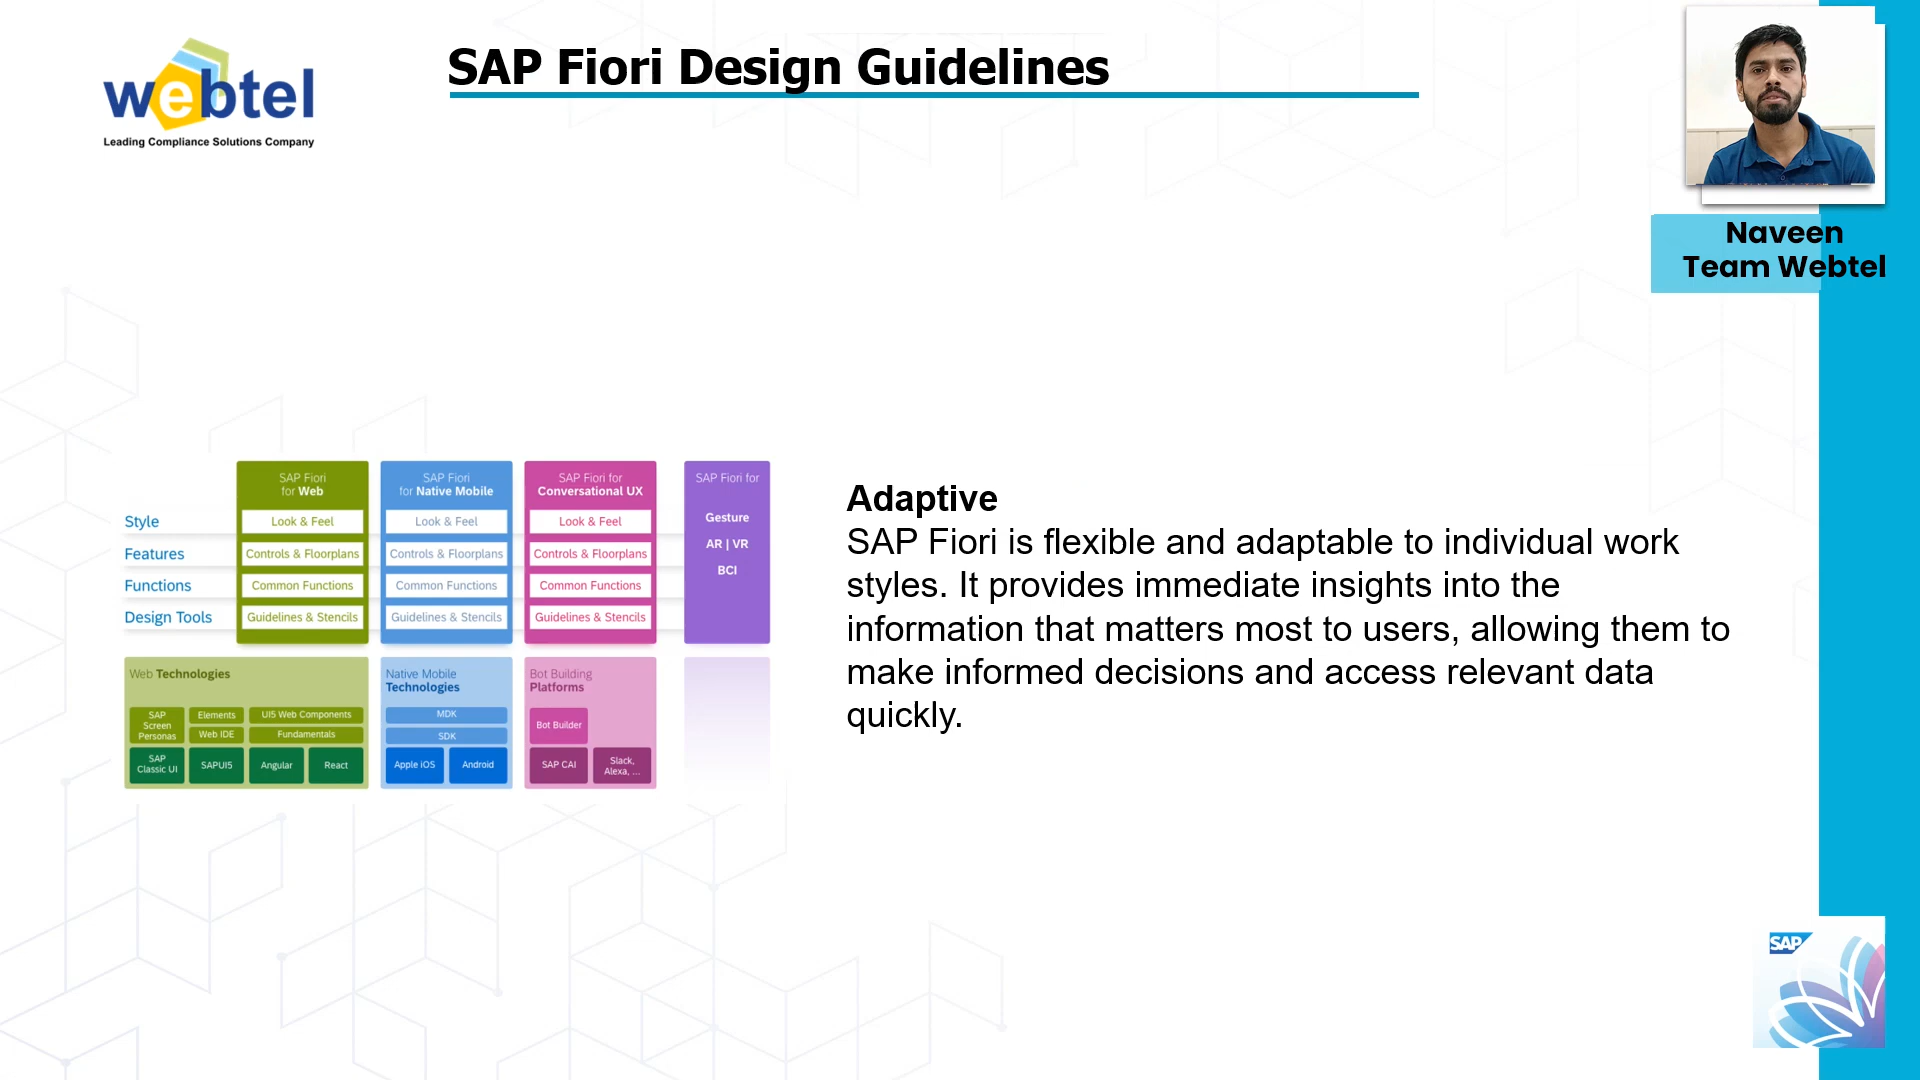 SAP Fiori Design Guidelines
webtel
Leading Compliance Solutions Company
Naveen
Team Webtel
SAP Fiori
for Web
SAP Fiori
for Native Mobile
SAP Fiori for
Conversational UX
SAP Fiori for
Style
Look & Feel
Look & Feel
Look & Feel
Gesture
Features
Controls & Floorplans
Controls & Floorplans
Controls & Floorplans
AR | VR
Functions
Common Functions
Common Functions
Common Functions
BCI
Design Tools
Guidelines & Stencils
Guidelines & Stencils
Guidelines & Stencils
Web Technologies
SAP
Screen
Personas
Elements
UI5 Web Components
Web IDE
Fundamentals
SAP
Classic UI
SAPUI5
Angular
React
Native Mobile
Technologies
MDK
SDK
Apple iOS
Android
Bot Building
Platforms
Bot Builder
SAP CAI
Slack,
Alexa, ...
Adaptive
SAP Fiori is flexible and adaptable to individual work
styles. It provides immediate insights into the
information that matters most to users, allowing them to
make informed decisions and access relevant data
quickly.
SAP